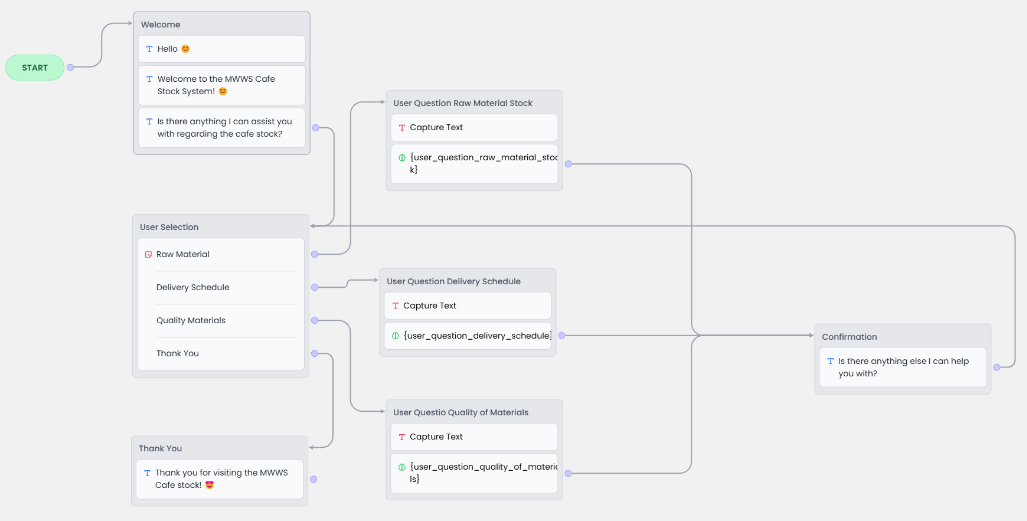 START
Welcome
Hello 😊
Welcome to the MWWS Cafe
Stock System! 😊
Is there anything I can assist you
with regarding the cafe stock?
User Selection
Raw Material
Delivery Schedule
Quality Materials
Thank You
Thank You
Thank you for visiting the MWWS
Cafe stock! 😍
User Question Raw Material Stock
Capture Text
{user_question_raw_material_stoc
k}
User Question Delivery Schedule
Capture Text
{user_question_delivery_schedule}
User Questio Quality of Materials
Capture Text
{user_question_quality_of_materia
ls}
Confirmation
Is there anything else I can help
you with?